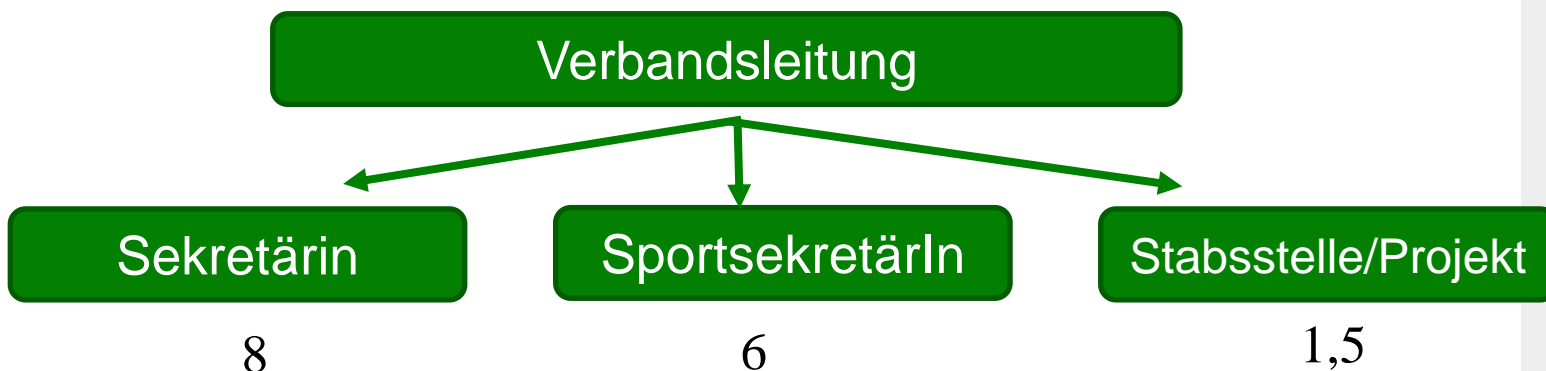 Verbandsleitung
Sekretärin
SportsekretärIn
Stabsstelle/Projekt
8
6
1,5